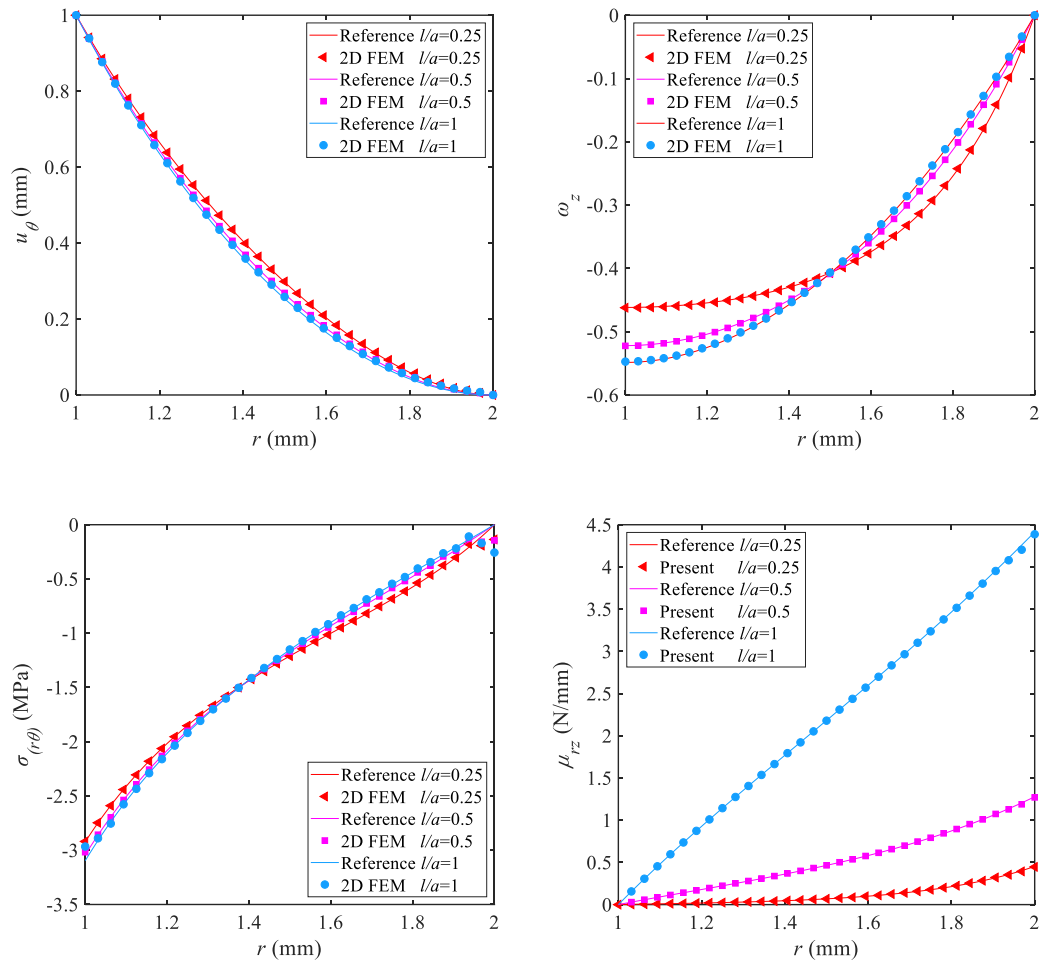 1
0.8
0.6
0.4
0.2
0
1 1.2 1.4 1.6 1.8 2
r (mm)
u_θ (mm)
Reference l/a=0.25
2D FEM l/a=0.25
Reference l/a=0.5
2D FEM l/a=0.5
Reference l/a=1
2D FEM l/a=1
0
-0.1
-0.2
-0.3
-0.4
-0.5
-0.6
1 1.2 1.4 1.6 1.8 2
r (mm)
ω_z
Reference l/a=0.25
2D FEM l/a=0.25
Reference l/a=0.5
2D FEM l/a=0.5
Reference l/a=1
2D FEM l/a=1
0
-0.5
-1
-1.5
-2
-2.5
-3
-3.5
1 1.2 1.4 1.6 1.8 2
r (mm)
σ_(rθ) (MPa)
Reference l/a=0.25
2D FEM l/a=0.25
Reference l/a=0.5
2D FEM l/a=0.5
Reference l/a=1
2D FEM l/a=1
4.5
4
3.5
3
2.5
2
1.5
1
0.5
0
1 1.2 1.4 1.6 1.8 2
r (mm)
μ_rz (N/mm)
Reference l/a=0.25
Present l/a=0.25
Reference l/a=0.5
Present l/a=0.5
Reference l/a=1
Present l/a=1